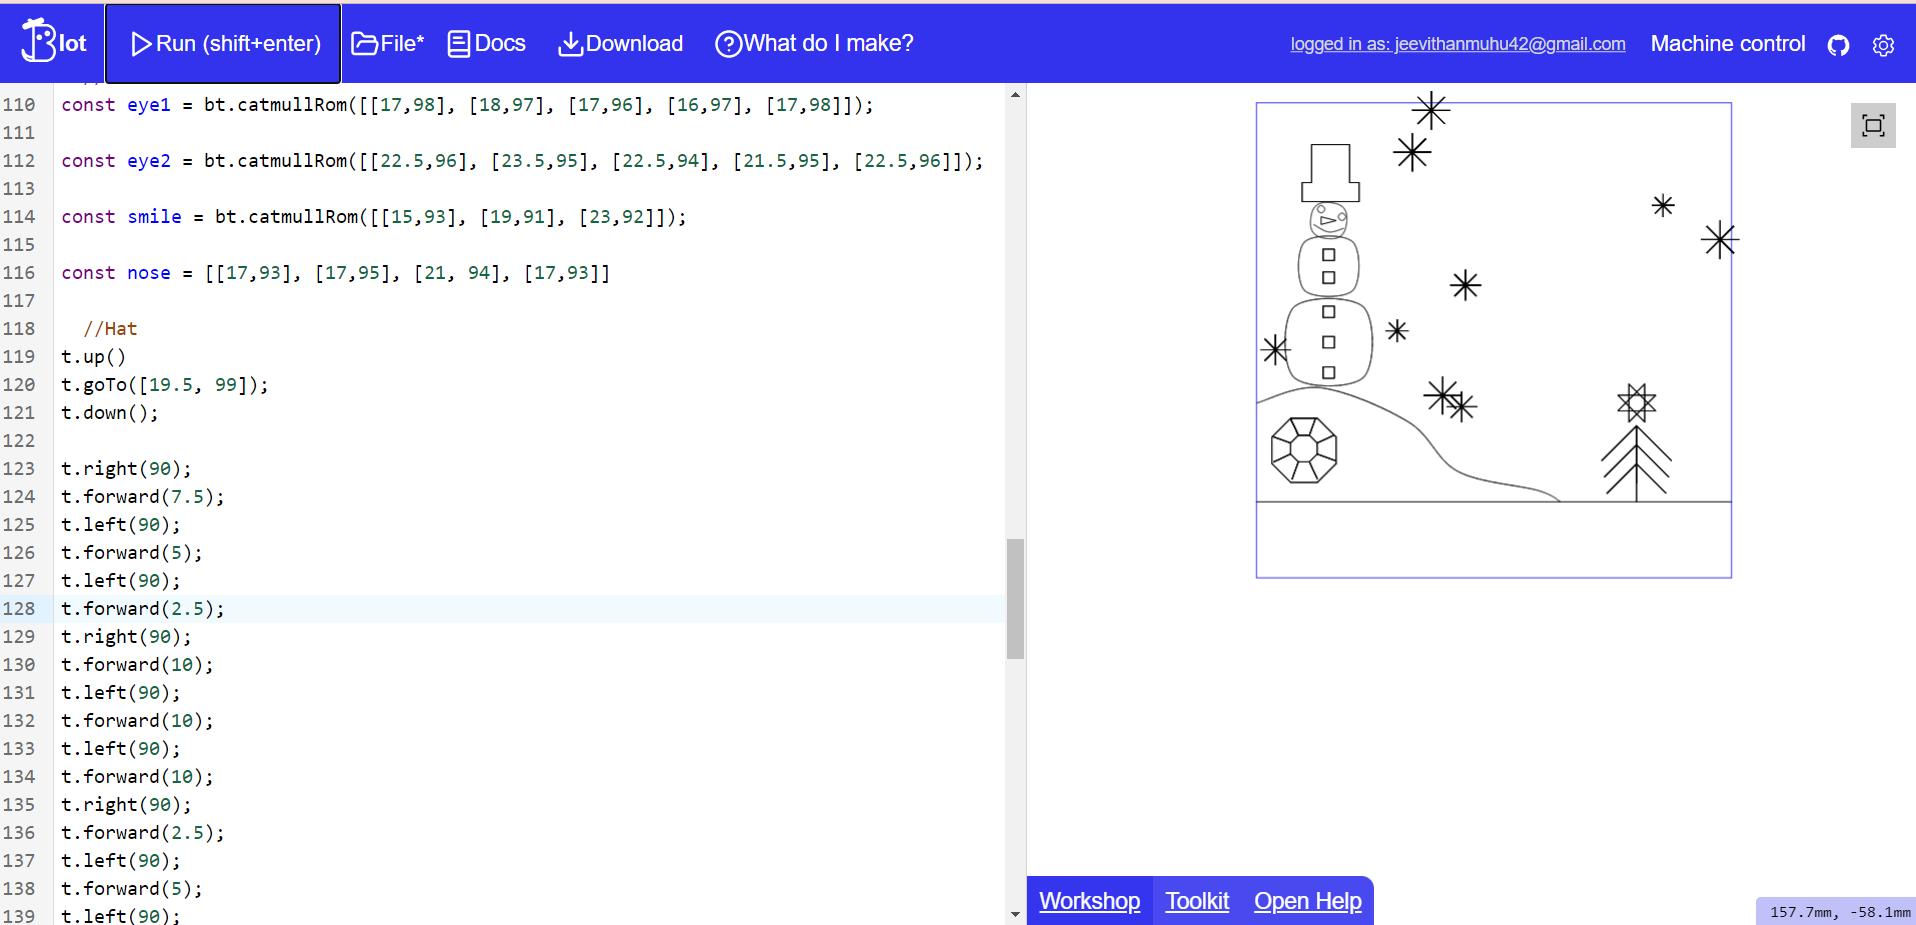 Blot
Run (shift+enter)
File*
Docs
Download
What do I make?
logged in as: jeevithanmuhu42@gmail.com
Machine control
110 const eye1 = bt.catmullRom([[17,98], [18,97], [17,96], [16,97], [17,98]]);
111
112 const eye2 = bt.catmullRom([[22.5,96], [23.5,95], [22.5,94], [21.5,95], [22.5,96]]);
113
114 const smile = bt.catmullRom([[15,93], [19,91], [23,92]]);
115
116 const nose = [[17,93], [17,95], [21, 94], [17,93]]
117
118 //Hat
119 t.up()
120 t.goTo([19.5, 99]);
121 t.down();
122
123 t.right(90);
124 t.forward(7.5);
125 t.left(90);
126 t.forward(5);
127 t.left(90);
128 t.forward(2.5);
129 t.right(90);
130 t.forward(10);
131 t.left(90);
132 t.forward(10);
133 t.left(90);
134 t.forward(10);
135 t.right(90);
136 t.forward(2.5);
137 t.left(90);
138 t.forward(5);
139 t.left(90);
Workshop
Toolkit
Open Help
157.7mm, -58.1mm